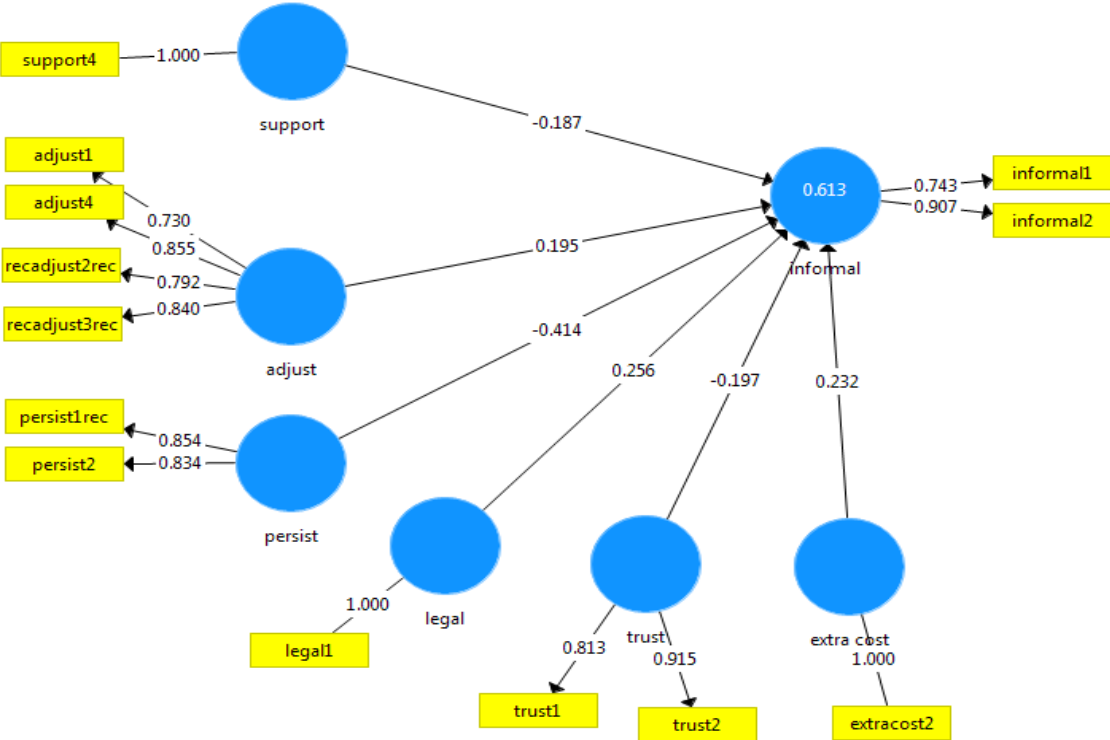 support4
1.000
support
-0.187
adjust1
adjust4
recadjust2rec
recadjust3rec
0.730
0.855
0.792
0.840
adjust
0.195
0.613
informal
0.743
0.907
informal1
informal2
persist1rec
persist2
0.854
0.834
persist
-0.414
0.256
-0.197
0.232
legal
1.000
legal1
trust
0.813
0.915
trust1
trust2
extra cost
1.000
extracost2